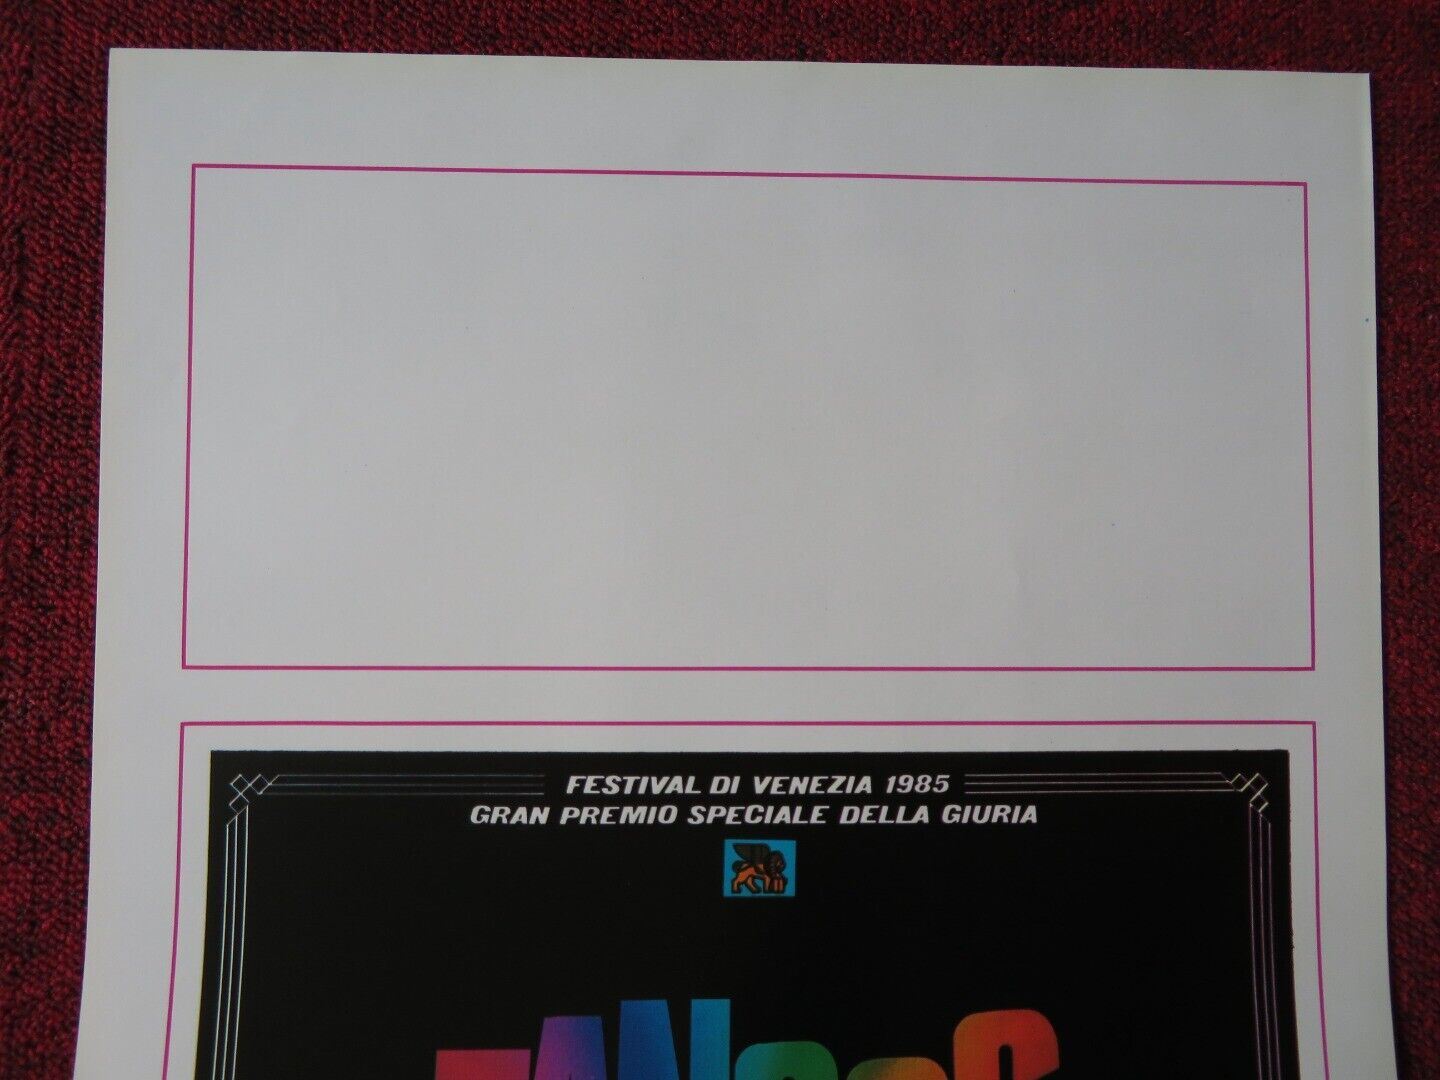 FESTIVAL DI VENEZIA 1985
GRAN PREMIO SPECIALE DELLA GIURIA